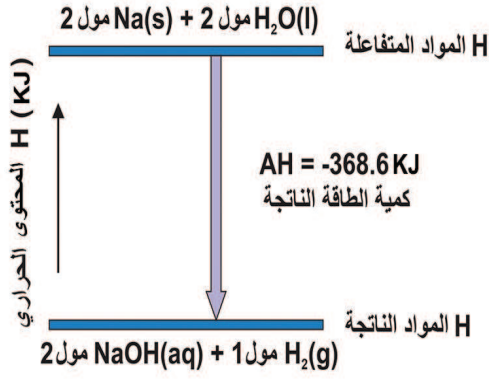 2 مول Na(s) + 2 مول H₂O(l)
H المواد المتفاعلة
المحتوى الحراري H (KJ)
AH = -368.6 KJ
كمية الطاقة الناتجة
H المواد الناتجة
2 مول NaOH(aq) + 1 مول H₂(g)